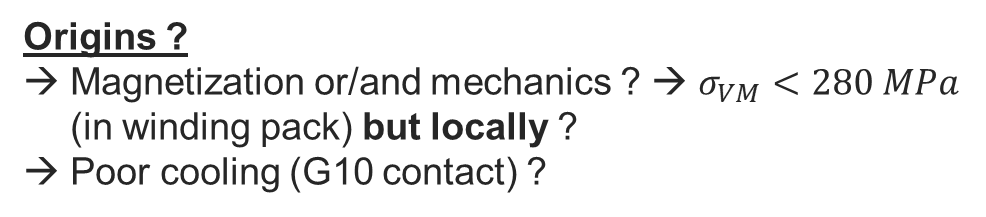 Origins ?
→ Magnetization or/and mechanics ? → σ_VM < 280 MPa
(in winding pack) but locally ?
→ Poor cooling (G10 contact) ?